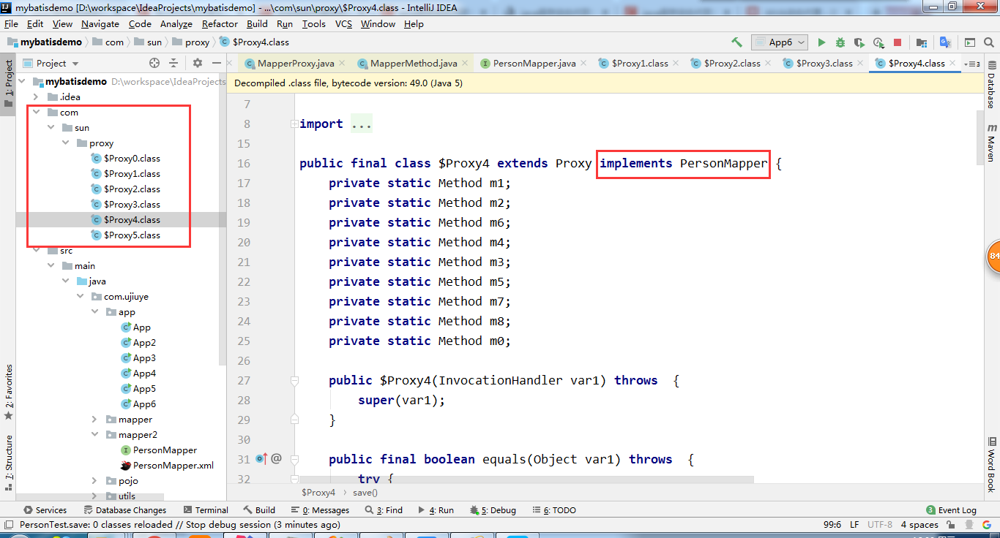 mybatisdemo [D:\workspace\IdeaProjects\mybatisdemo] - ...\com\sun\proxy\$Proxy4.class - IntelliJ IDEA
File Edit View Navigate Code Analyze Refactor Build Run Tools VCS Window Help
mybatisdemo com sun proxy $Proxy4.class App6
Project MapperProxy.java MapperMethod.java PersonMapper.java $Proxy1.class $Proxy2.class $Proxy3.class $Proxy4.class 3
1: Project
2: Favorites
7: Structure
mybatisdemo D:\workspace\IdeaProjects
.idea
com
sun
proxy
$Proxy0.class
$Proxy1.class
$Proxy2.class
$Proxy3.class
$Proxy4.class
$Proxy5.class
src
main
java
com.ujiuye
app
App
App2
App3
App4
App5
App6
mapper
mapper2
PersonMapper
PersonMapper.xml
pojo
utils
Decompiled .class file, bytecode version: 49.0 (Java 5)
7
8 import ...
15
16 public final class $Proxy4 extends Proxy implements PersonMapper {
17 private static Method m1;
18 private static Method m2;
19 private static Method m6;
20 private static Method m4;
21 private static Method m3;
22 private static Method m5;
23 private static Method m7;
24 private static Method m8;
25 private static Method m0;
26
27 public $Proxy4(InvocationHandler var1) throws {
28 super(var1);
29 }
30
31 @ public final boolean equals(Object var1) throws {
32 try {
$Proxy4 save()
Database
m Maven
84
Word Book
Services Database Changes Terminal Build 0: Messages 3: Find 4: Run 5: Debug 6: TODO 3 Event Log
PersonTest.save: 0 classes reloaded // Stop debug session (3 minutes ago) 99:6 LF UTF-8 4 spaces